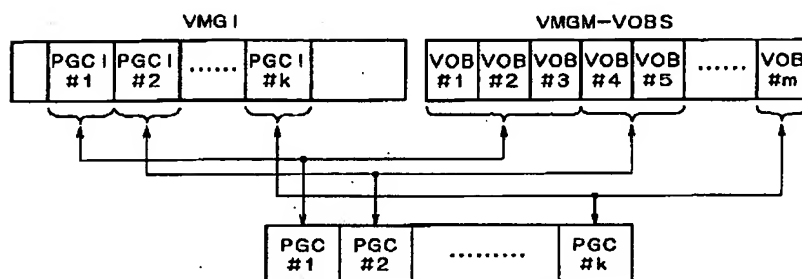 VMGI VMGM-VOBS
PGCI PGCI PGCI VOB VOB VOB VOB VOB VOB
#1 #2 ...... #k #1 #2 #3 #4 #5 ...... #m
PGC PGC PGC
#1 #2 ......... #k